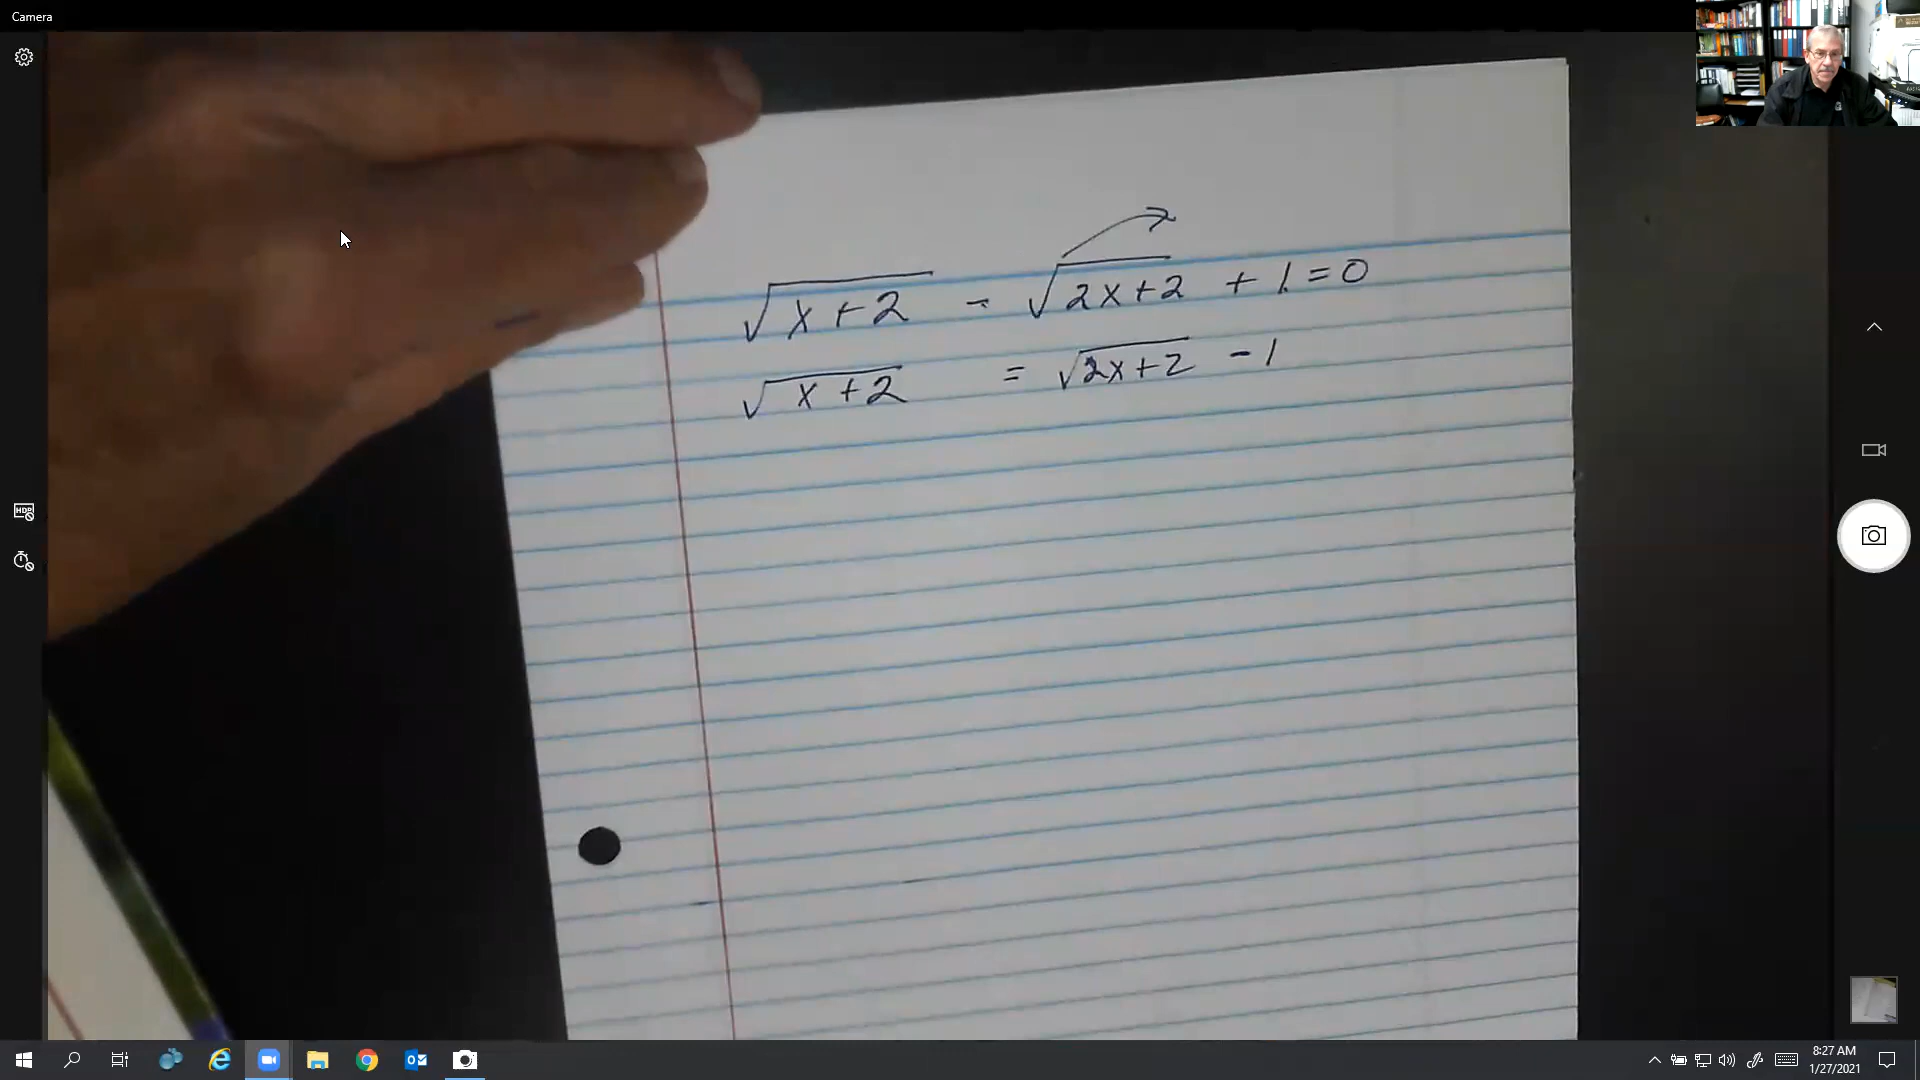 Camera
√(x+2) - √(2x+2) + 1 = 0
√(x+2) = √(2x+2) - 1
8:27 AM
1/27/2021